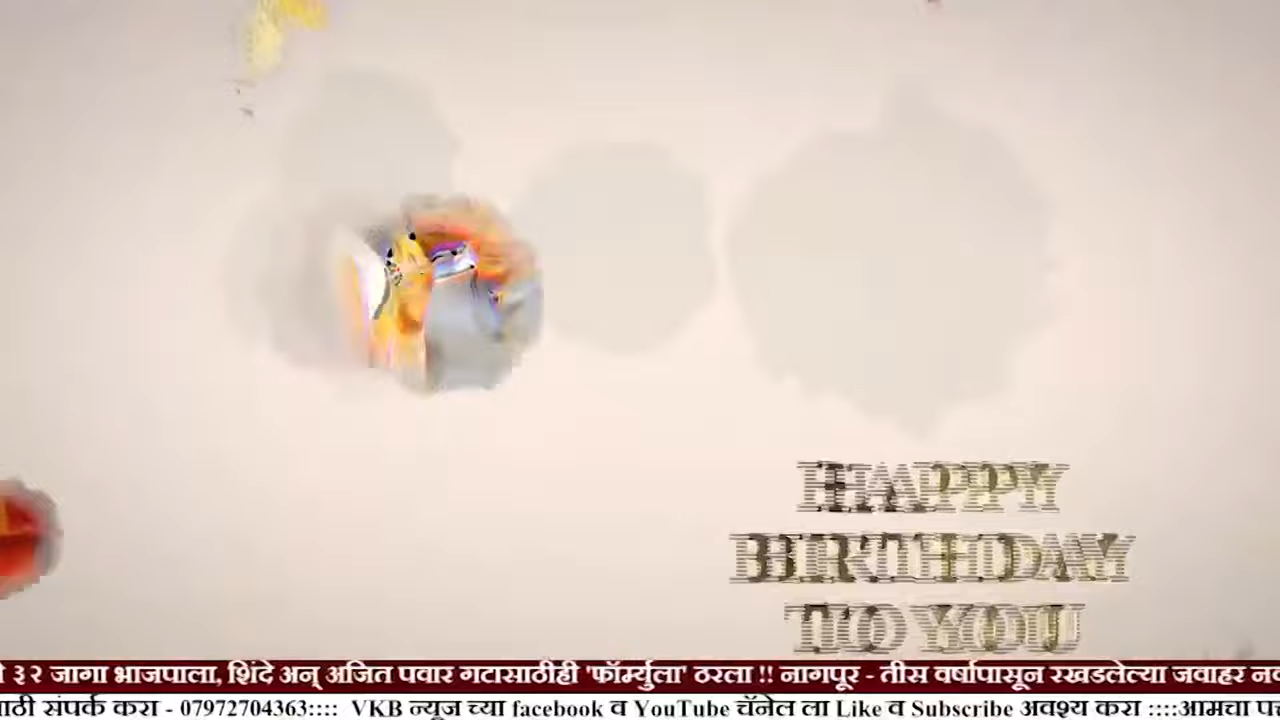 HAPPY
BIRTHDAY
TO YOU
३२ जागा भाजपाला, शिंदे अन् अजित पवार गटासाठीही 'फॉर्म्युला' ठरला !! नागपूर - तीस वर्षापासून रखडलेल्या जवाहर
संपर्क करा - 07972704363:::: VKB न्यूज च्या facebook व YouTube चॅनेल ला Like व Subscribe अवश्य करा ::::आमचा